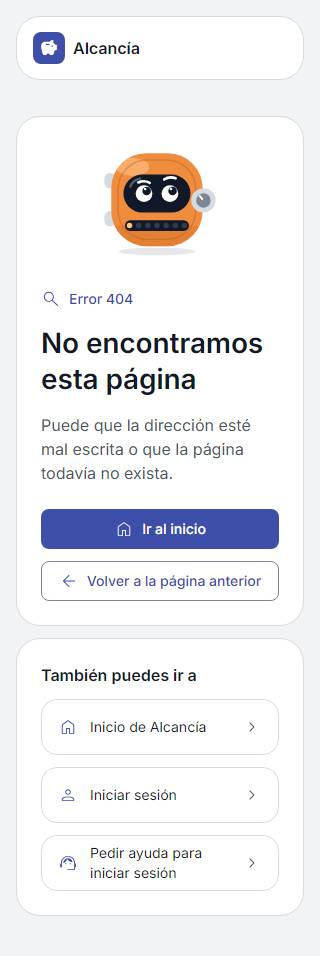 Alcancía
Error 404
No encontramos
esta página
Puede que la dirección esté
mal escrita o que la página
todavía no exista.
Ir al inicio
Volver a la página anterior
También puedes ir a
Inicio de Alcancía
Iniciar sesión
Pedir ayuda para
iniciar sesión